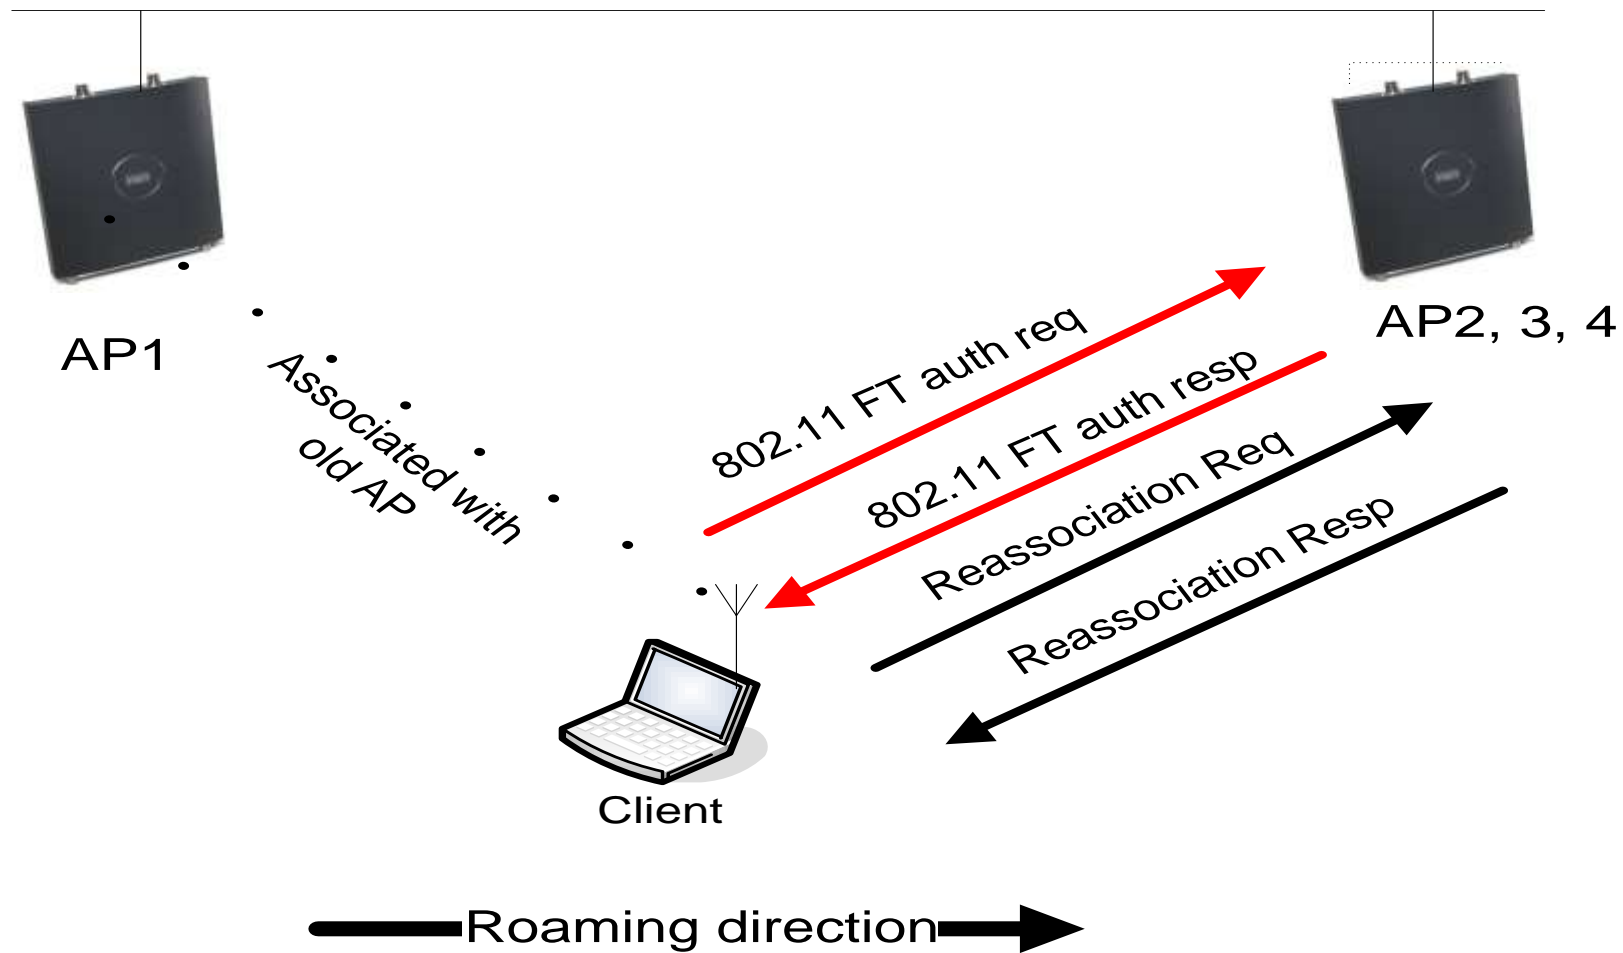 AP1
AP2, 3, 4
Associated with
old AP
802.11 FT auth req
802.11 FT auth resp
Reassociation Req
Reassociation Resp
Client
Roaming direction